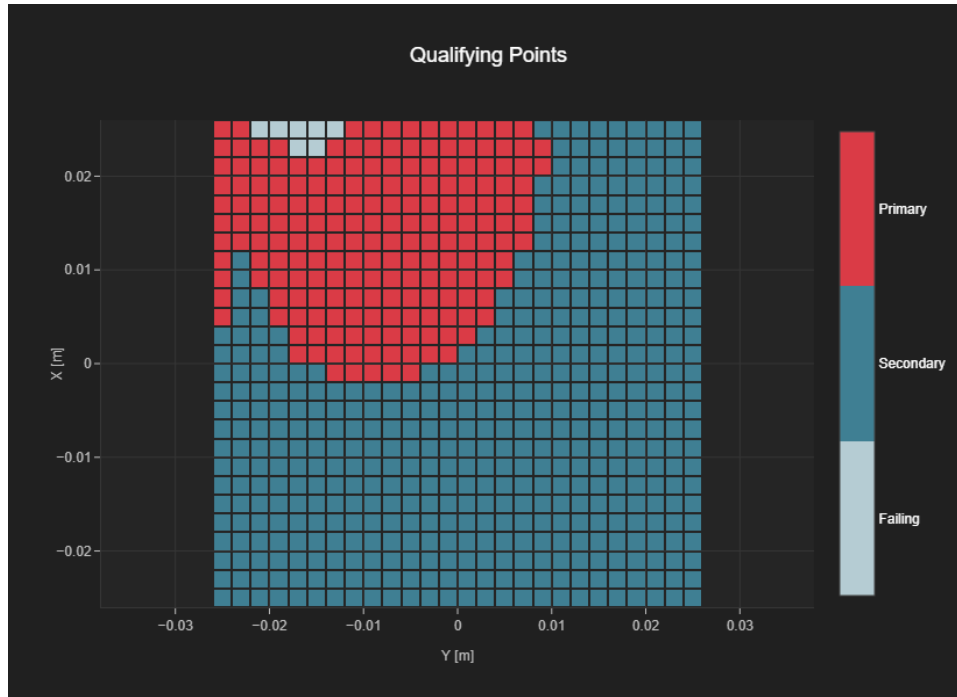 Qualifying Points
0.02
0.01
0
−0.01
−0.02
X [m]
−0.03
−0.02
−0.01
0
0.01
0.02
0.03
Y [m]
Primary
Secondary
Failing